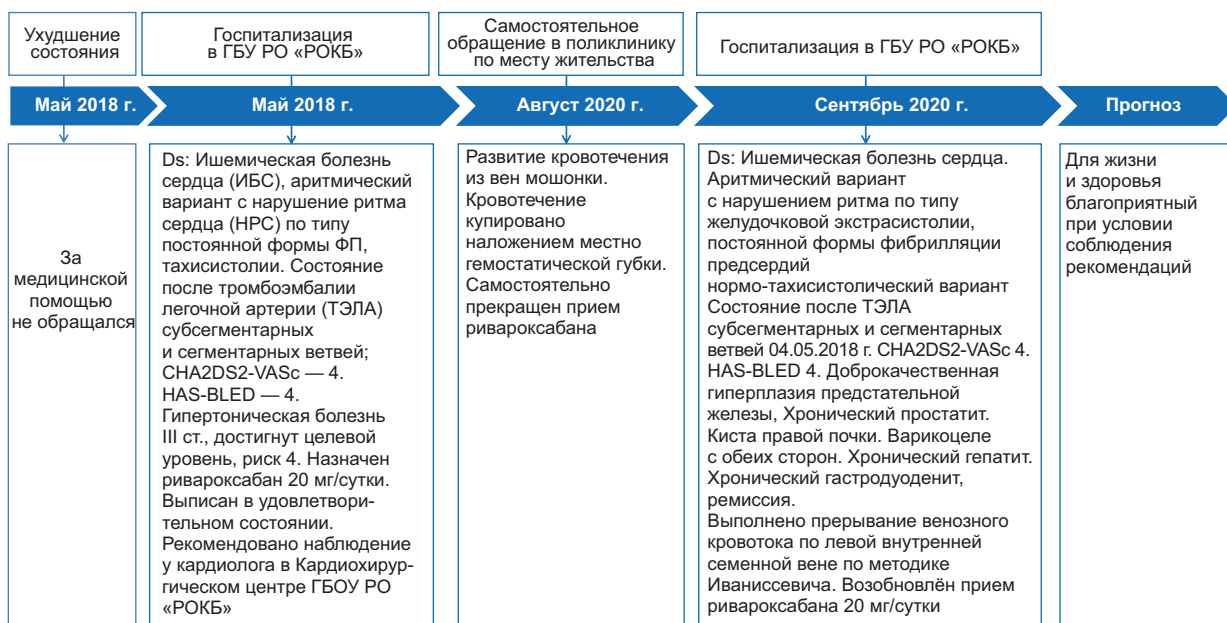 Ухудшение
состояния
Госпитализация
в ГБУ РО «РОКБ»
Самостоятельное
обращение в поликлинику
по месту жительства
Госпитализация в ГБУ РО «РОКБ»
Май 2018 г.
Май 2018 г.
Август 2020 г.
Сентябрь 2020 г.
Прогноз
За
медицинской
помощью
не обращался
Ds: Ишемическая болезнь
сердца (ИБС), аритмический
вариант с нарушение ритма
сердца (НРС) по типу
постоянной формы ФП,
тахисистолии. Состояние
после тромбоэмбалии
легочной артерии (ТЭЛА)
субсегментарных
и сегментарных ветвей;
CHA2DS2-VASc — 4.
HAS-BLED — 4.
Гипертоническая болезнь
III ст., достигнут целевой
уровень, риск 4. Назначен
ривароксабан 20 мг/сутки.
Выписан в удовлетвори-
тельном состоянии.
Рекомендовано наблюдение
у кардиолога в Кардиохирур-
гическом центре ГБОУ РО
«РОКБ»
Развитие кровотечения
из вен мошонки.
Кровотечение
купировано
наложением местно
гемостатической губки.
Самостоятельно
прекращен прием
ривароксабана
Ds: Ишемическая болезнь сердца.
Аритмический вариант
с нарушением ритма по типу
желудочковой экстрасистолии,
постоянной формы фибрилляции
предсердий
нормо-тахисистолический вариант
Состояние после ТЭЛА
субсегментарных и сегментарных
ветвей 04.05.2018 г. CHA2DS2-VASc 4.
HAS-BLED 4. Доброкачественная
гиперплазия предстательной
железы, Хронический простатит.
Киста правой почки. Варикоцеле
с обеих сторон. Хронический гепатит.
Хронический гастродуоденит,
ремиссия.
Выполнено прерывание венозного
кровотока по левой внутренней
семенной вене по методике
Иваниссевича. Возобновлён прием
ривароксабана 20 мг/сутки
Для жизни
и здоровья
благоприятный
при условии
соблюдения
рекомендаций